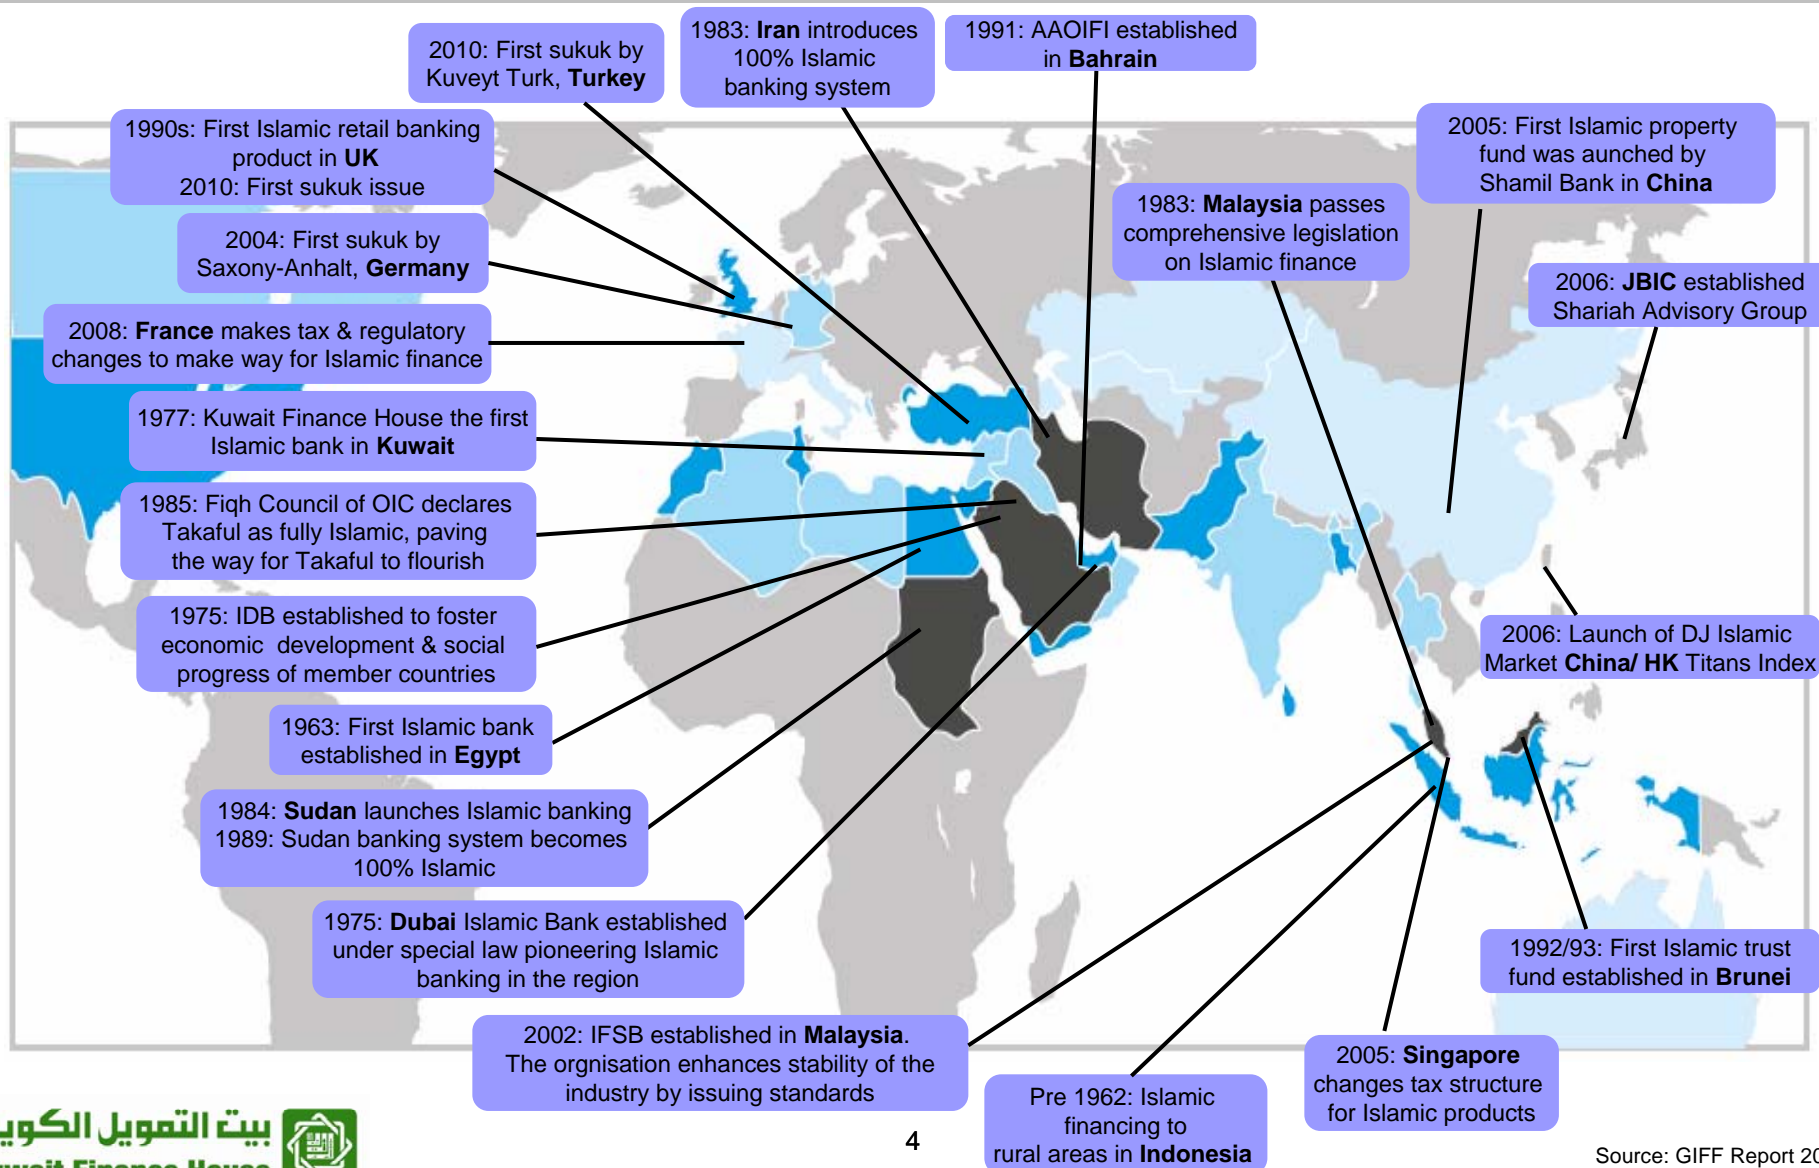 2010: First sukuk by
Kuveyt Turk, Turkey
1983: Iran introduces
100% Islamic
banking system
1991: AAOIFI established
in Bahrain
1990s: First Islamic retail banking
product in UK
2010: First sukuk issue
2005: First Islamic property
fund was aunched by
Shamil Bank in China
1983: Malaysia passes
comprehensive legislation
on Islamic finance
2004: First sukuk by
Saxony-Anhalt, Germany
2006: JBIC established
Shariah Advisory Group
2008: France makes tax & regulatory
changes to make way for Islamic finance
1977: Kuwait Finance House the first
Islamic bank in Kuwait
1985: Fiqh Council of OIC declares
Takaful as fully Islamic, paving
the way for Takaful to flourish
1975: IDB established to foster
economic development & social
progress of member countries
2006: Launch of DJ Islamic
Market China/ HK Titans Index
1963: First Islamic bank
established in Egypt
1984: Sudan launches Islamic banking
1989: Sudan banking system becomes
100% Islamic
1975: Dubai Islamic Bank established
under special law pioneering Islamic
banking in the region
1992/93: First Islamic trust
fund established in Brunei
2002: IFSB established in Malaysia.
The orgnisation enhances stability of the
industry by issuing standards
2005: Singapore
changes tax structure
for Islamic products
Pre 1962: Islamic
financing to
rural areas in Indonesia
بيت التمويل الكوي
uwait Finance House
4
Source: GIFF Report 20